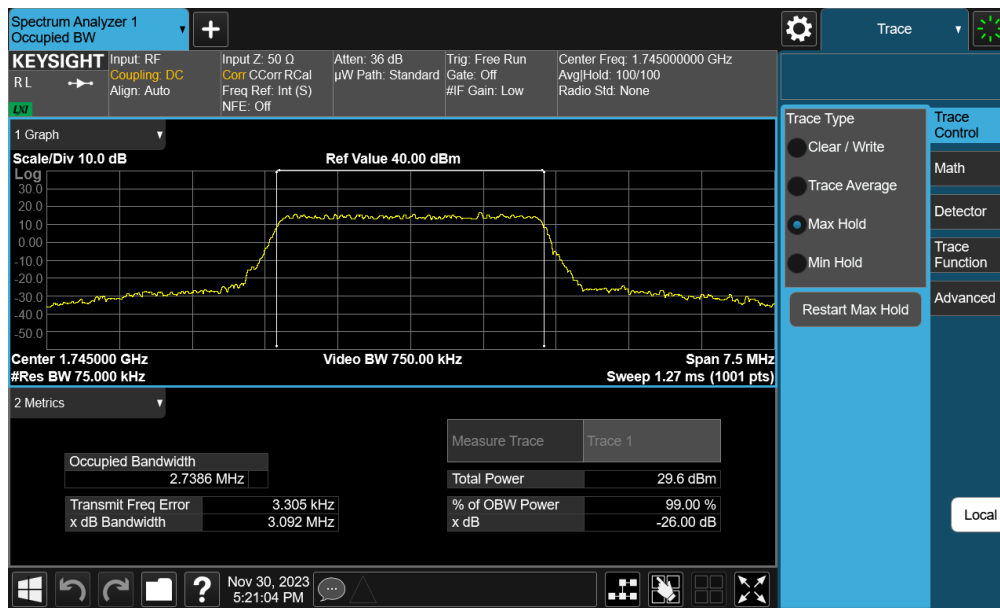 Spectrum Analyzer 1
Occupied BW
+
Trace
KEYSIGHT
R L
LXI
Input: RF
Coupling: DC
Align: Auto
Input Z: 50 Ω
Corr CCorr RCal
Freq Ref: Int (S)
NFE: Off
Atten: 36 dB
µW Path: Standard
Trig: Free Run
Gate: Off
#IF Gain: Low
Center Freq: 1.745000000 GHz
Avg|Hold: 100/100
Radio Std: None
1 Graph
Scale/Div 10.0 dB
Ref Value 40.00 dBm
Log
30.0
20.0
10.0
0.00
-10.0
-20.0
-30.0
-40.0
-50.0
Center 1.745000 GHz
Video BW 750.00 kHz
Span 7.5 MHz
#Res BW 75.000 kHz
Sweep 1.27 ms (1001 pts)
2 Metrics
Measure Trace Trace 1
Occupied Bandwidth
2.7386 MHz
Total Power 29.6 dBm
Transmit Freq Error 3.305 kHz
% of OBW Power 99.00 %
x dB Bandwidth 3.092 MHz
x dB -26.00 dB
Trace Type
Clear / Write
Trace Average
Max Hold
Min Hold
Restart Max Hold
Trace
Control
Math
Detector
Trace
Function
Advanced
Local
?
Nov 30, 2023
5:21:04 PM